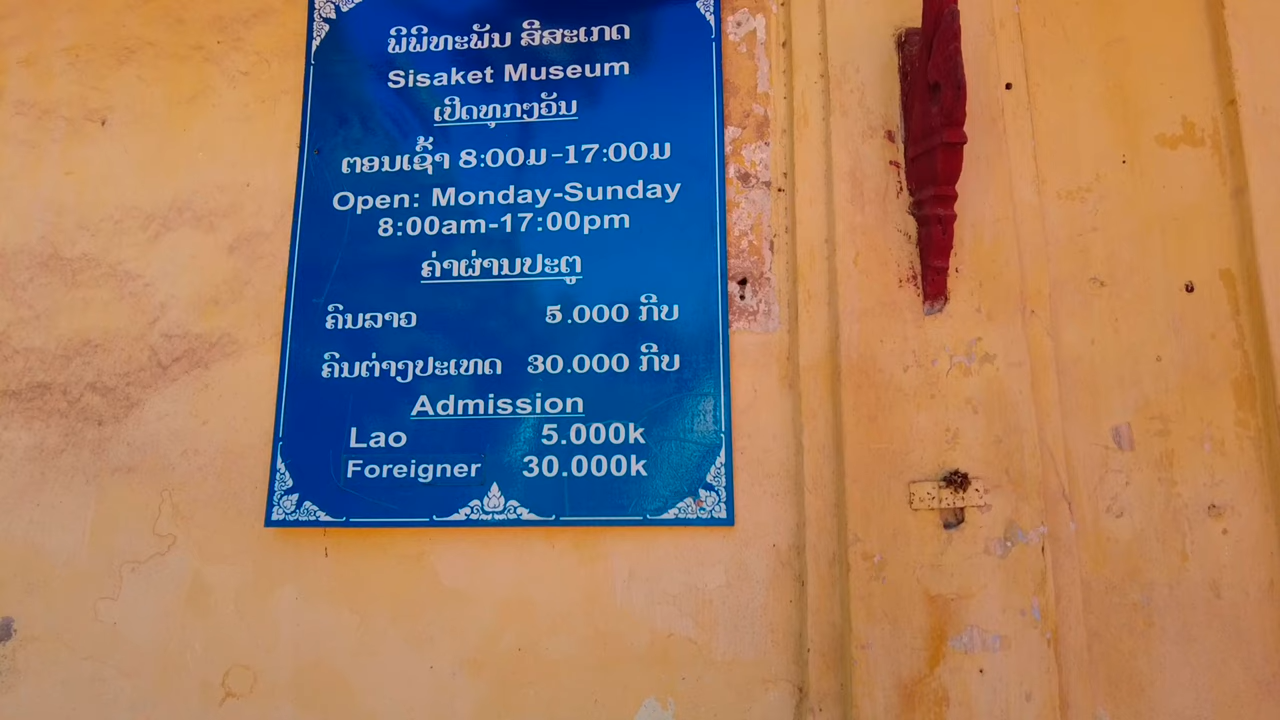 ພິພິທະພັນ ສີສະເກດ
Sisaket Museum
ເປີດທຸກໆວັນ
ຕອນເຊົ້າ 8:00ມ-17:00ມ
Open: Monday-Sunday
8:00am-17:00pm
ຄ່າຜ່ານປະຕູ
ຄົນລາວ 5.000 ກີບ
ຄົນຕ່າງປະເທດ 30.000 ກີບ
Admission
Lao 5.000k
Foreigner 30.000k